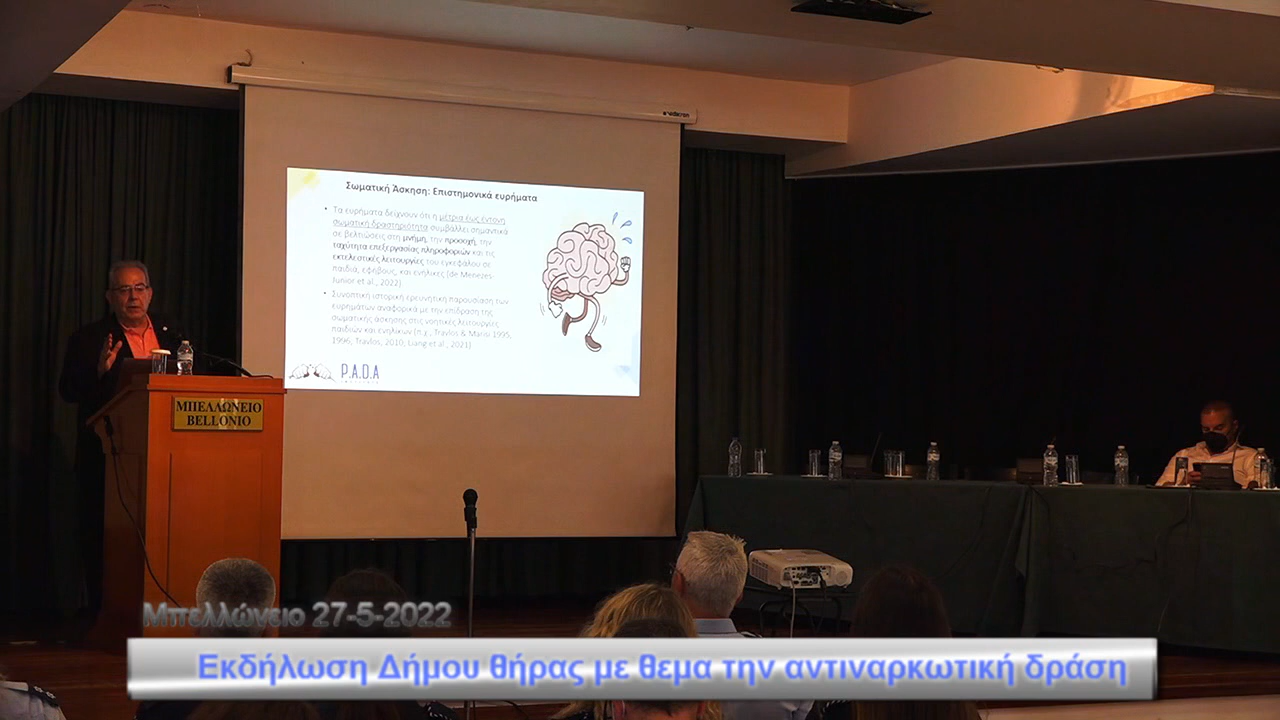 Σωματική Άσκηση: Επιστημονικά ευρήματα
• Τα ευρήματα δείχνουν ότι η μέτρια έως έντονη
σωματική δραστηριότητα συμβάλλει σημαντικά
σε βελτιώσεις στη μνήμη, την προσοχή, την
ταχύτητα επεξεργασίας πληροφοριών και τις
εκτελεστικές λειτουργίες του εγκεφάλου σε
παιδιά, εφήβους, και ενήλικες (de Menezes-
Junior et al., 2022)
• Συνοπτική ιστορική ερευνητική παρουσίαση των
ευρημάτων αναφορικά με την επίδραση της
σωματικής άσκησης στις νοητικές λειτουργίες
παιδιών και ενηλίκων (π.χ., Travlos & Marisi 1995,
1996; Travlos, 2010; Liang et al., 2021)
P.A.D.A
ΜΠΕΛΛΩΝΕΙΟ
BELLONIO
Μπελλώνειο 27-5-2022
Εκδήλωση Δήμου θήρας με θεμα την αντιναρκωτική δράση